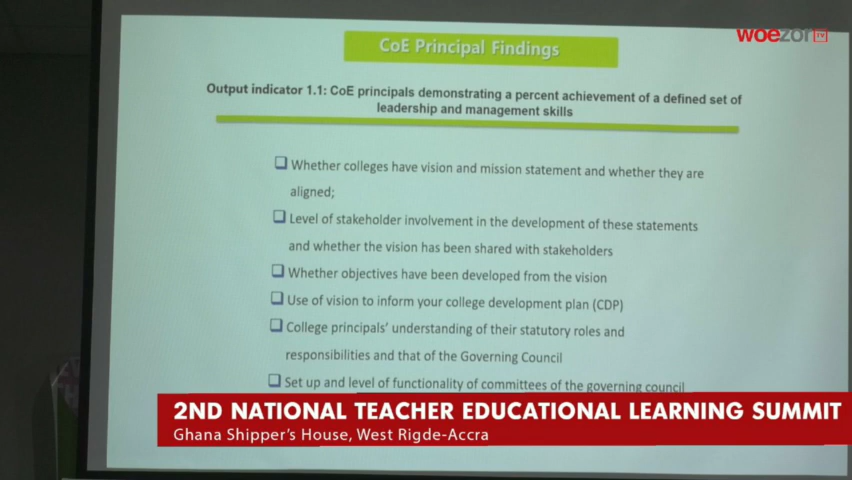 woezor tv
CoE Principal Findings
Output indicator 1.1: CoE principals demonstrating a percent achievement of a defined set of
leadership and management skills
Whether colleges have vision and mission statement and whether they are
aligned;
Level of stakeholder involvement in the development of these statements
and whether the vision has been shared with stakeholders
Whether objectives have been developed from the vision
Use of vision to inform your college development plan (CDP)
College principals' understanding of their statutory roles and
responsibilities and that of the Governing Council
Set up and level of functionality of committees of the governing council
2ND NATIONAL TEACHER EDUCATIONAL LEARNING SUMMIT
Ghana Shipper's House, West Rigde-Accra